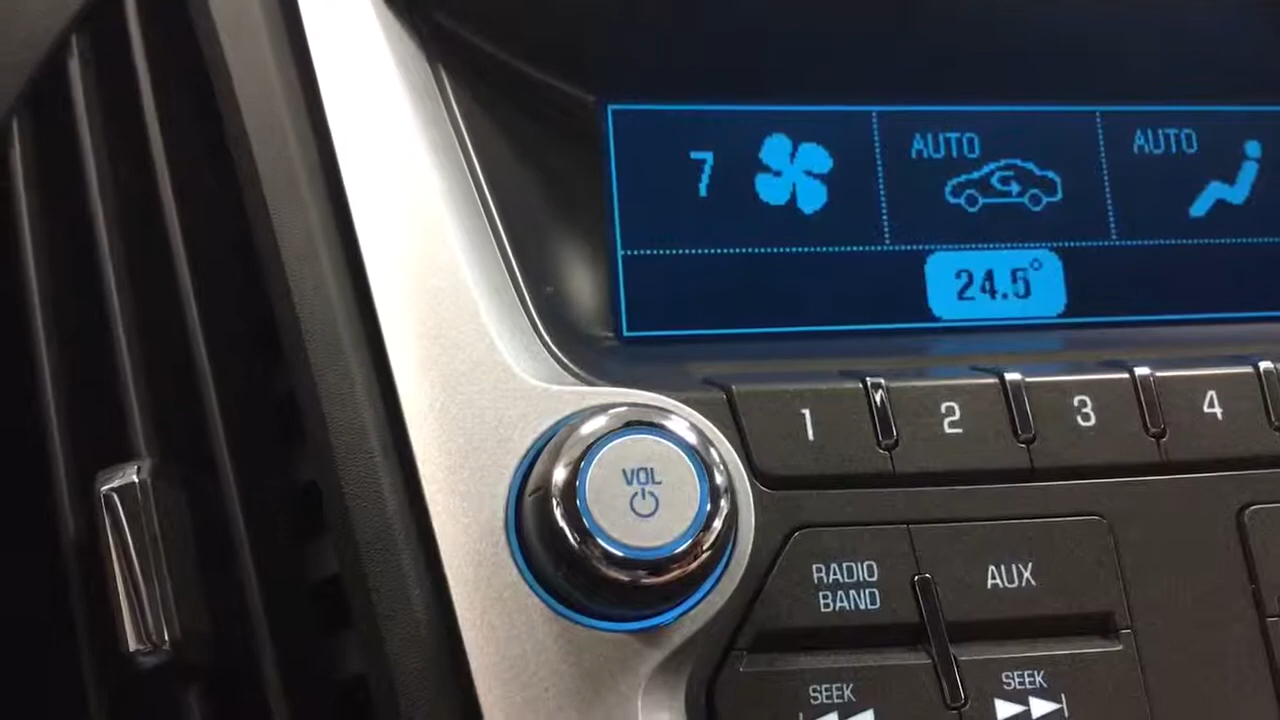 7
AUTO
AUTO
24.5°
1
2
3
4
VOL
RADIO
BAND
AUX
SEEK
SEEK